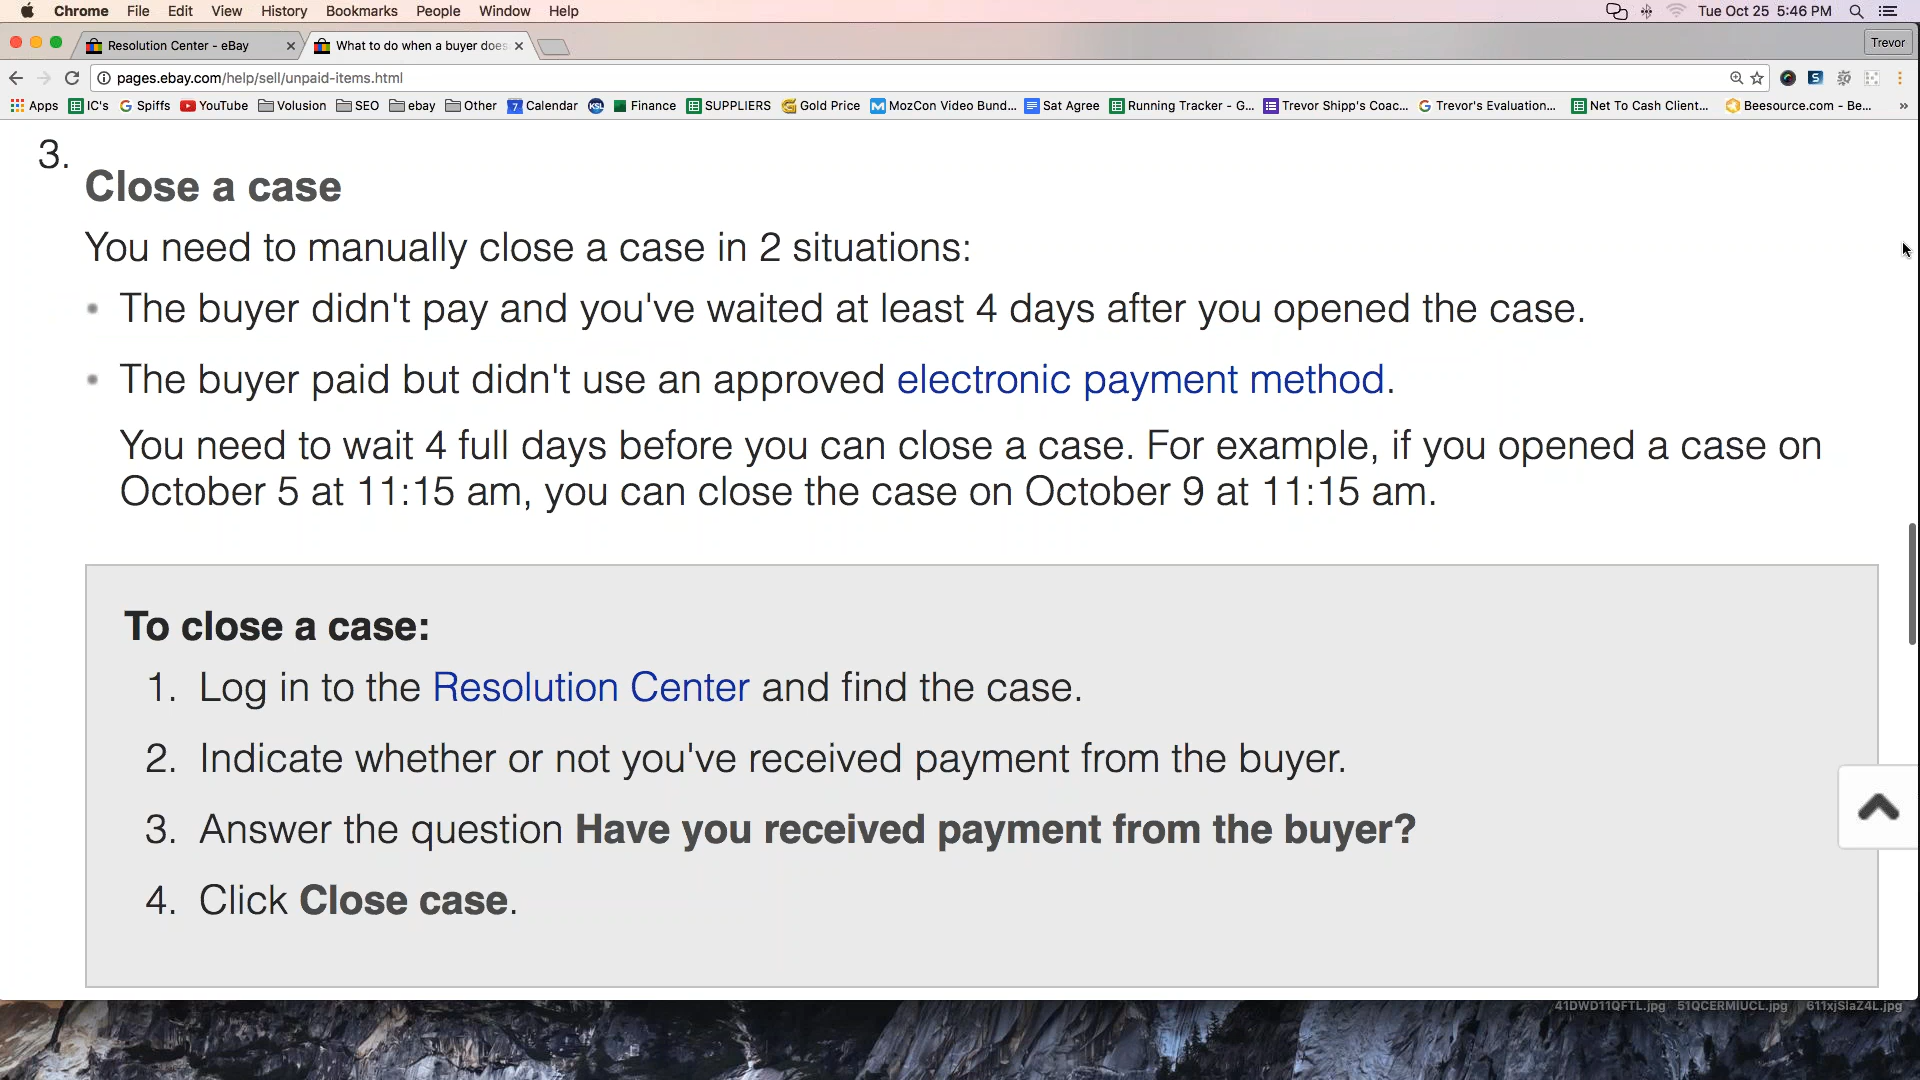 Chrome File Edit View History Bookmarks People Window Help Tue Oct 25 5:46 PM
Resolution Center - eBay What to do when a buyer does Trevor
pages.ebay.com/help/sell/unpaid-items.html
Apps IC's Spiffs YouTube Volusion SEO ebay Other 7 Calendar KSL Finance SUPPLIERS Gold Price MozCon Video Bund... Sat Agree Running Tracker - G... Trevor Shipp's Coac... Trevor's Evaluation... Net To Cash Client... Beesource.com - Be... »
3.
Close a case
You need to manually close a case in 2 situations:
• The buyer didn't pay and you've waited at least 4 days after you opened the case.
• The buyer paid but didn't use an approved electronic payment method.
You need to wait 4 full days before you can close a case. For example, if you opened a case on
October 5 at 11:15 am, you can close the case on October 9 at 11:15 am.
To close a case:
1. Log in to the Resolution Center and find the case.
2. Indicate whether or not you've received payment from the buyer.
3. Answer the question Have you received payment from the buyer?
4. Click Close case.
41DWD11QFTL.jpg 51QCERMIUCL.jpg 611xjSlaZ4L.jpg